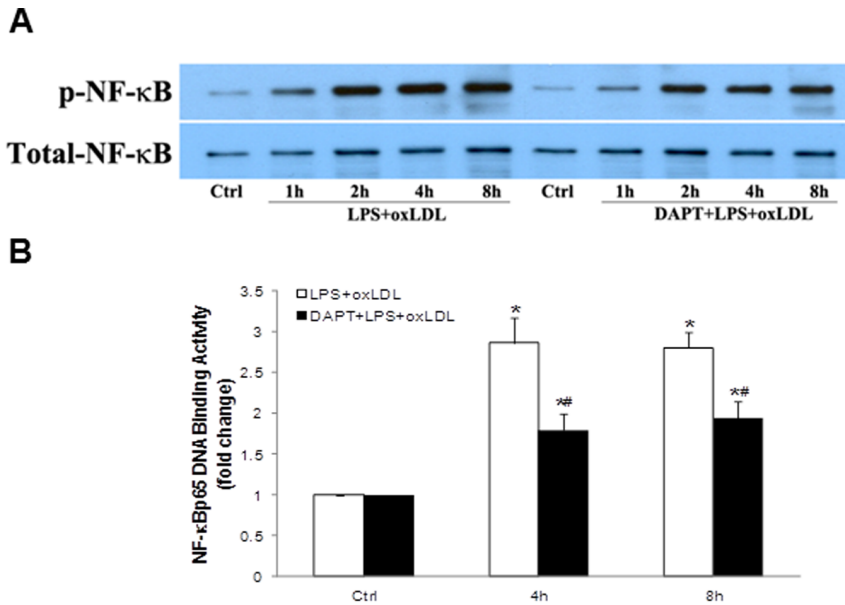 A
p-NF-κB
Total-NF-κB
Ctrl 1h 2h 4h 8h Ctrl 1h 2h 4h 8h
LPS+oxLDL DAPT+LPS+oxLDL
B
NF-κBp65 DNA Binding Activity
(fold change)
3.5
3
2.5
2
1.5
1
0.5
0
LPS+oxLDL
DAPT+LPS+oxLDL
* *
*# *#
Ctrl 4h 8h